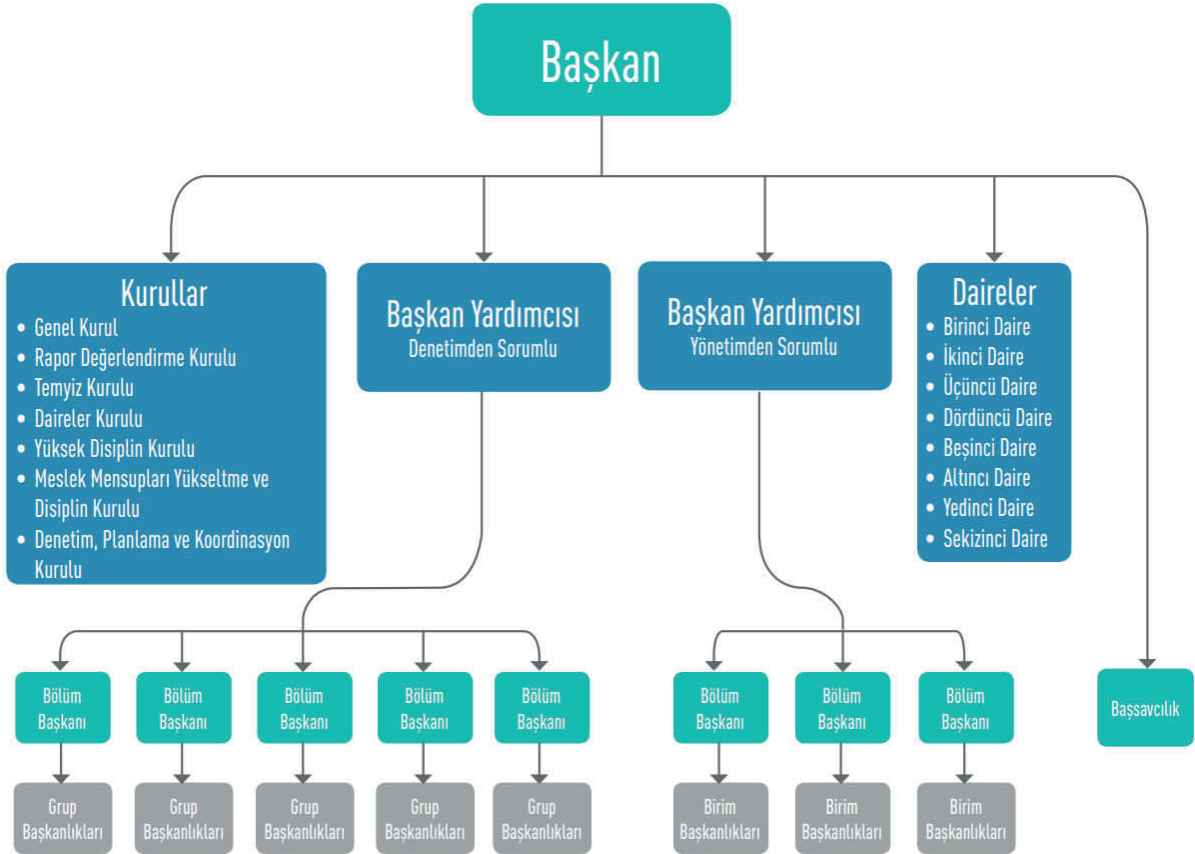 Başkan
Kurullar
• Genel Kurul
• Rapor Değerlendirme Kurulu
• Temyiz Kurulu
• Daireler Kurulu
• Yüksek Disiplin Kurulu
• Meslek Mensupları Yükseltme ve
Disiplin Kurulu
• Denetim, Planlama ve Koordinasyon
Kurulu
Başkan Yardımcısı
Denetimden Sorumlu
Başkan Yardımcısı
Yönetimden Sorumlu
Daireler
• Birinci Daire
• İkinci Daire
• Üçüncü Daire
• Dördüncü Daire
• Beşinci Daire
• Altıncı Daire
• Yedinci Daire
• Sekizinci Daire
Bölüm
Başkanı
Bölüm
Başkanı
Bölüm
Başkanı
Bölüm
Başkanı
Bölüm
Başkanı
Bölüm
Başkanı
Bölüm
Başkanı
Bölüm
Başkanı
Başsavcılık
Grup
Başkanlıkları
Grup
Başkanlıkları
Grup
Başkanlıkları
Grup
Başkanlıkları
Grup
Başkanlıkları
Birim
Başkanlıkları
Birim
Başkanlıkları
Birim
Başkanlıkları